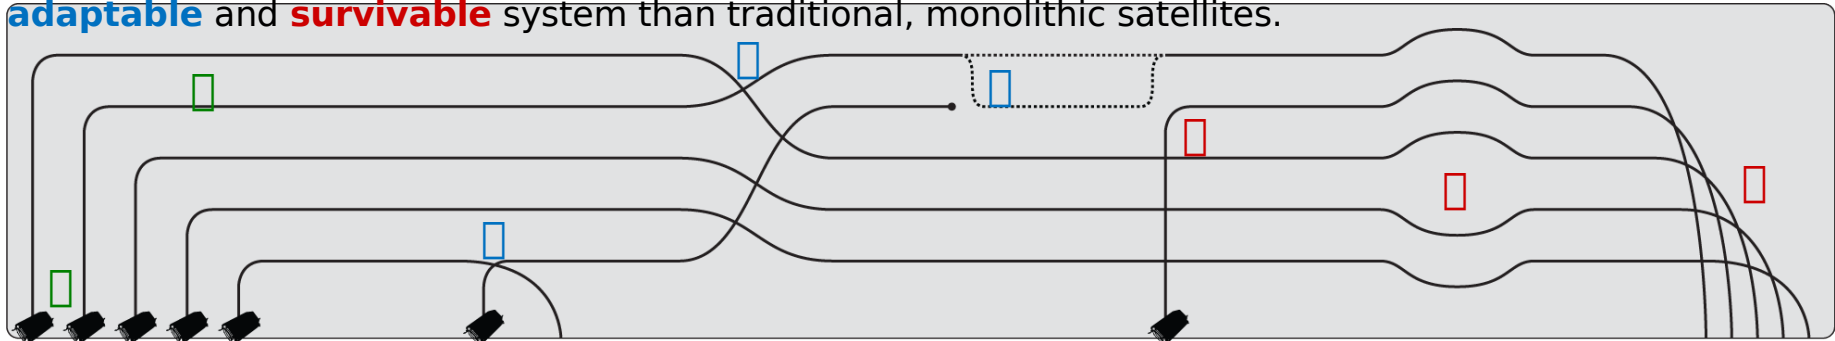 adaptable and survivable system than traditional, monolithic satellites.